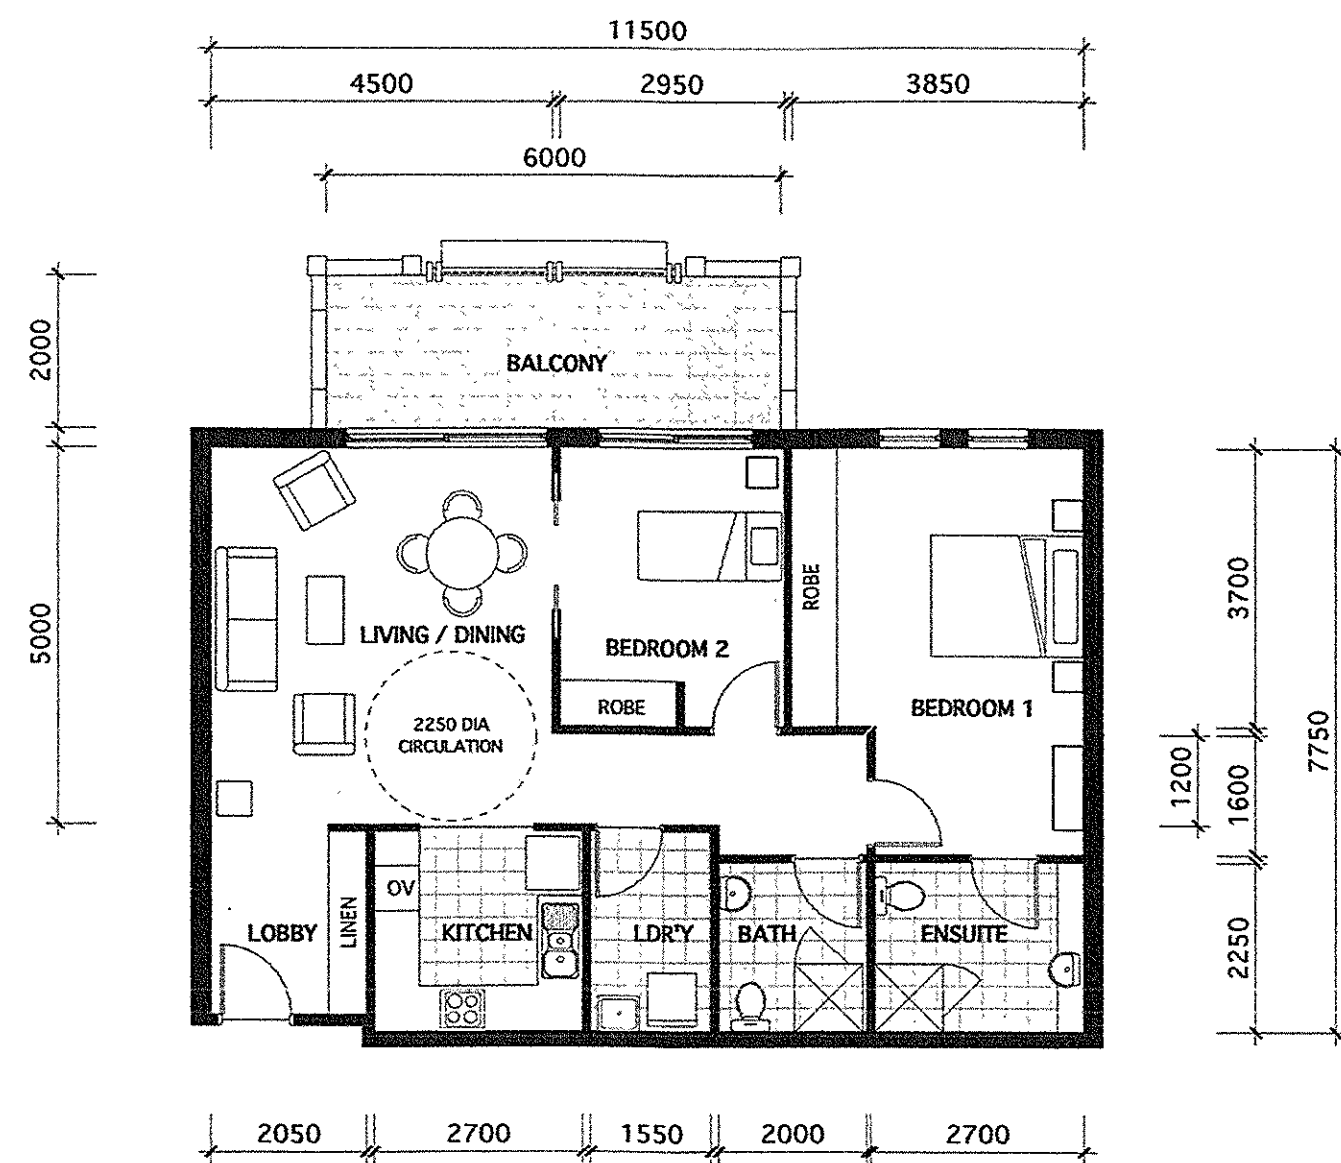 11500
4500
2950
3850
6000
2000
BALCONY
5000
LIVING / DINING
BEDROOM 2
ROBE
ROBE
BEDROOM 1
2250 DIA
CIRCULATION
3700
7750
1200
1600
OV
LINEN
LOBBY
KITCHEN
LDR'Y
BATH
ENSUITE
2250
2050
2700
1550
2000
2700